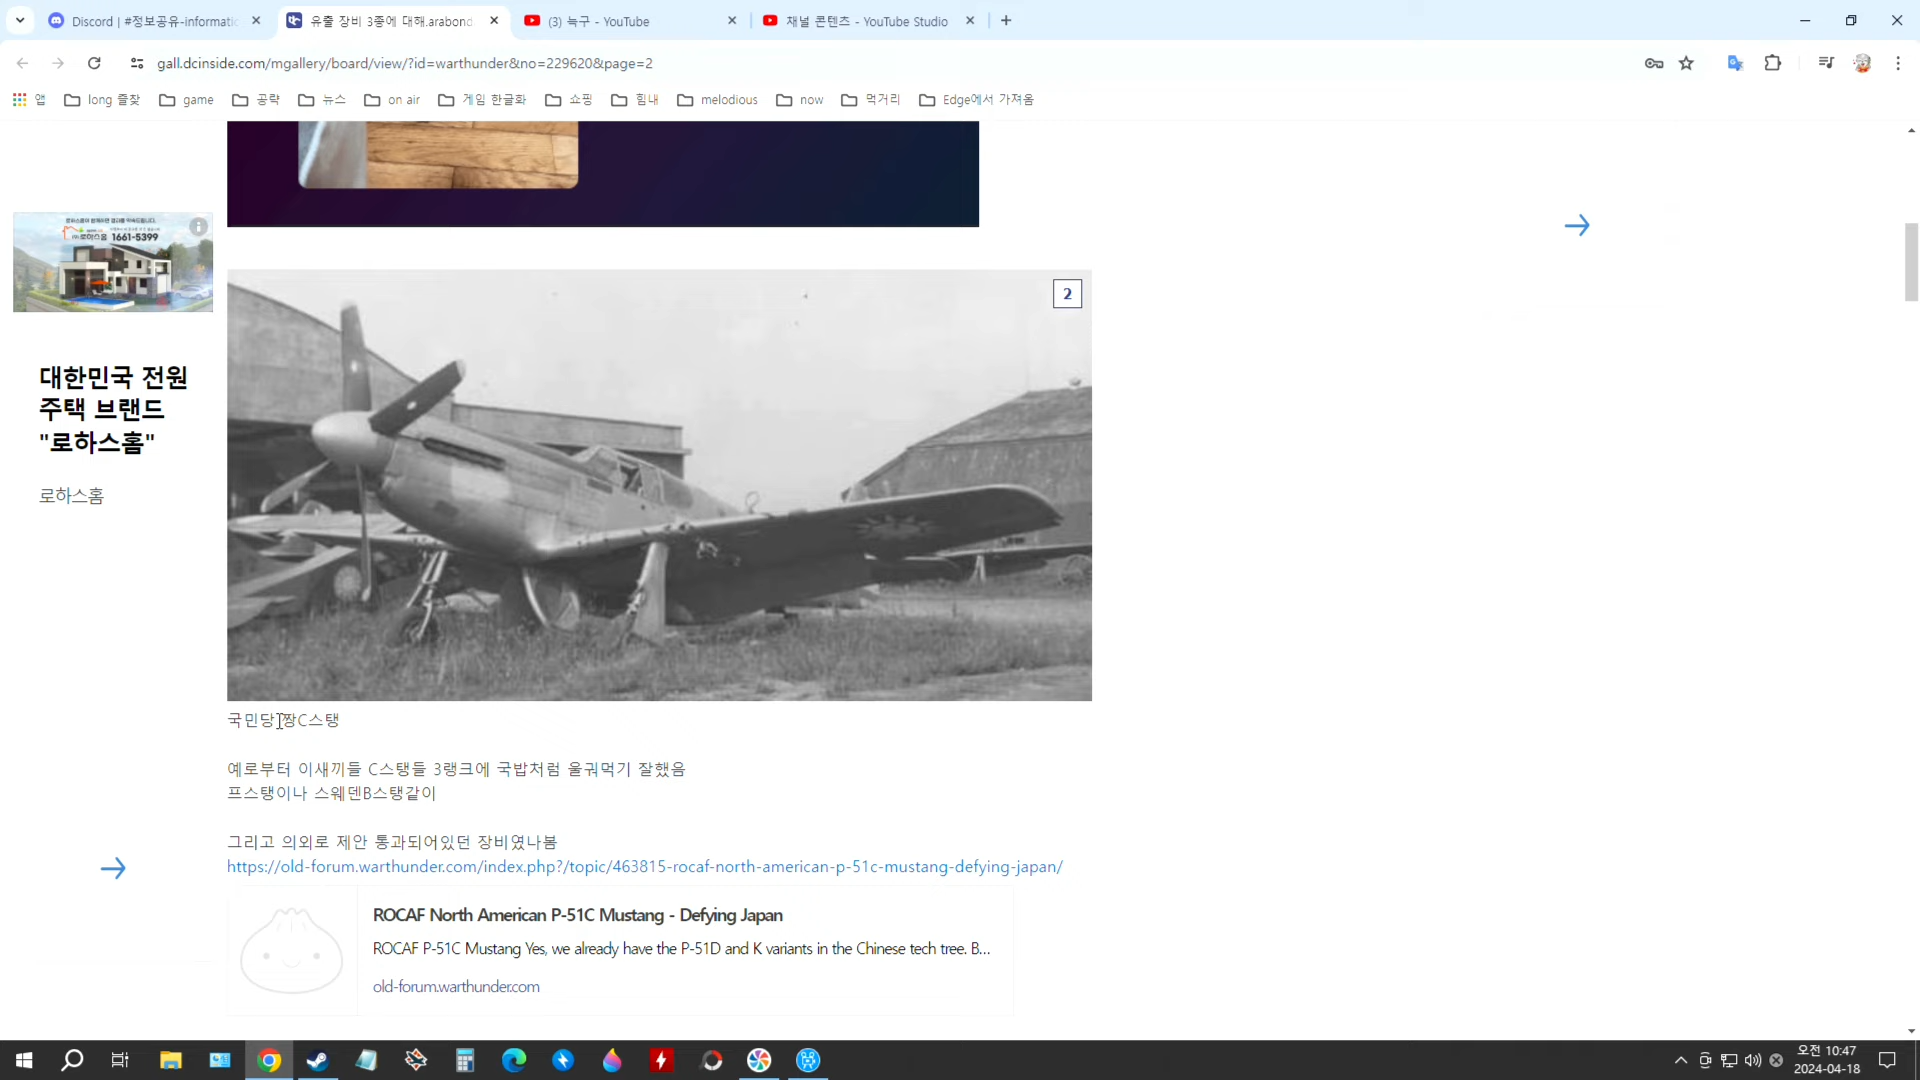 Discord | #정보공유-informatic
유출 장비 3종에 대해.arabond
(3) 늑구 - YouTube
채널 콘텐츠 - YouTube Studio
gall.dcinside.com/mgallery/board/view/?id=warthunder&no=229620&page=2
앱
long 즐찾
game
공략
뉴스
on air
게임 한글화
쇼핑
힘내
melodious
now
먹거리
Edge에서 가져옴
로하스홈
1661-5399
대한민국 전원
주택 브랜드
"로하스홈"
로하스홈
2
국민당짱C스탱
예로부터 이새끼들 C스탱들 3랭크에 국밥처럼 울궈먹기 잘했음
프스탱이나 스웨덴B스탱같이
그리고 의외로 제안 통과되어있던 장비였나봄
https://old-forum.warthunder.com/index.php?/topic/463815-rocaf-north-american-p-51c-mustang-defying-japan/
ROCAF North American P-51C Mustang - Defying Japan
ROCAF P-51C Mustang Yes, we already have the P-51D and K variants in the Chinese tech tree. B...
old-forum.warthunder.com
오전 10:47
2024-04-18